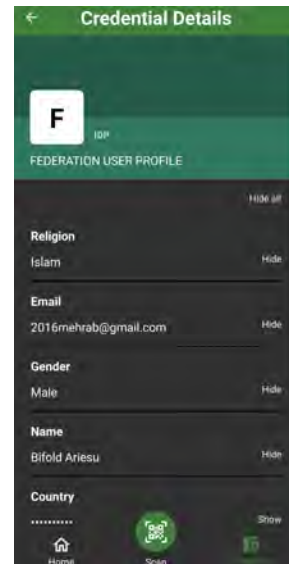 ← Credential Details
F
IDP
FEDERATION USER PROFILE
Hide all
Religion
Islam Hide
Email
2016mehrab@gmail.com Hide
Gender
Male Hide
Name
Bifold Ariesu Hide
Country
•••••••••• Show
Home Scan